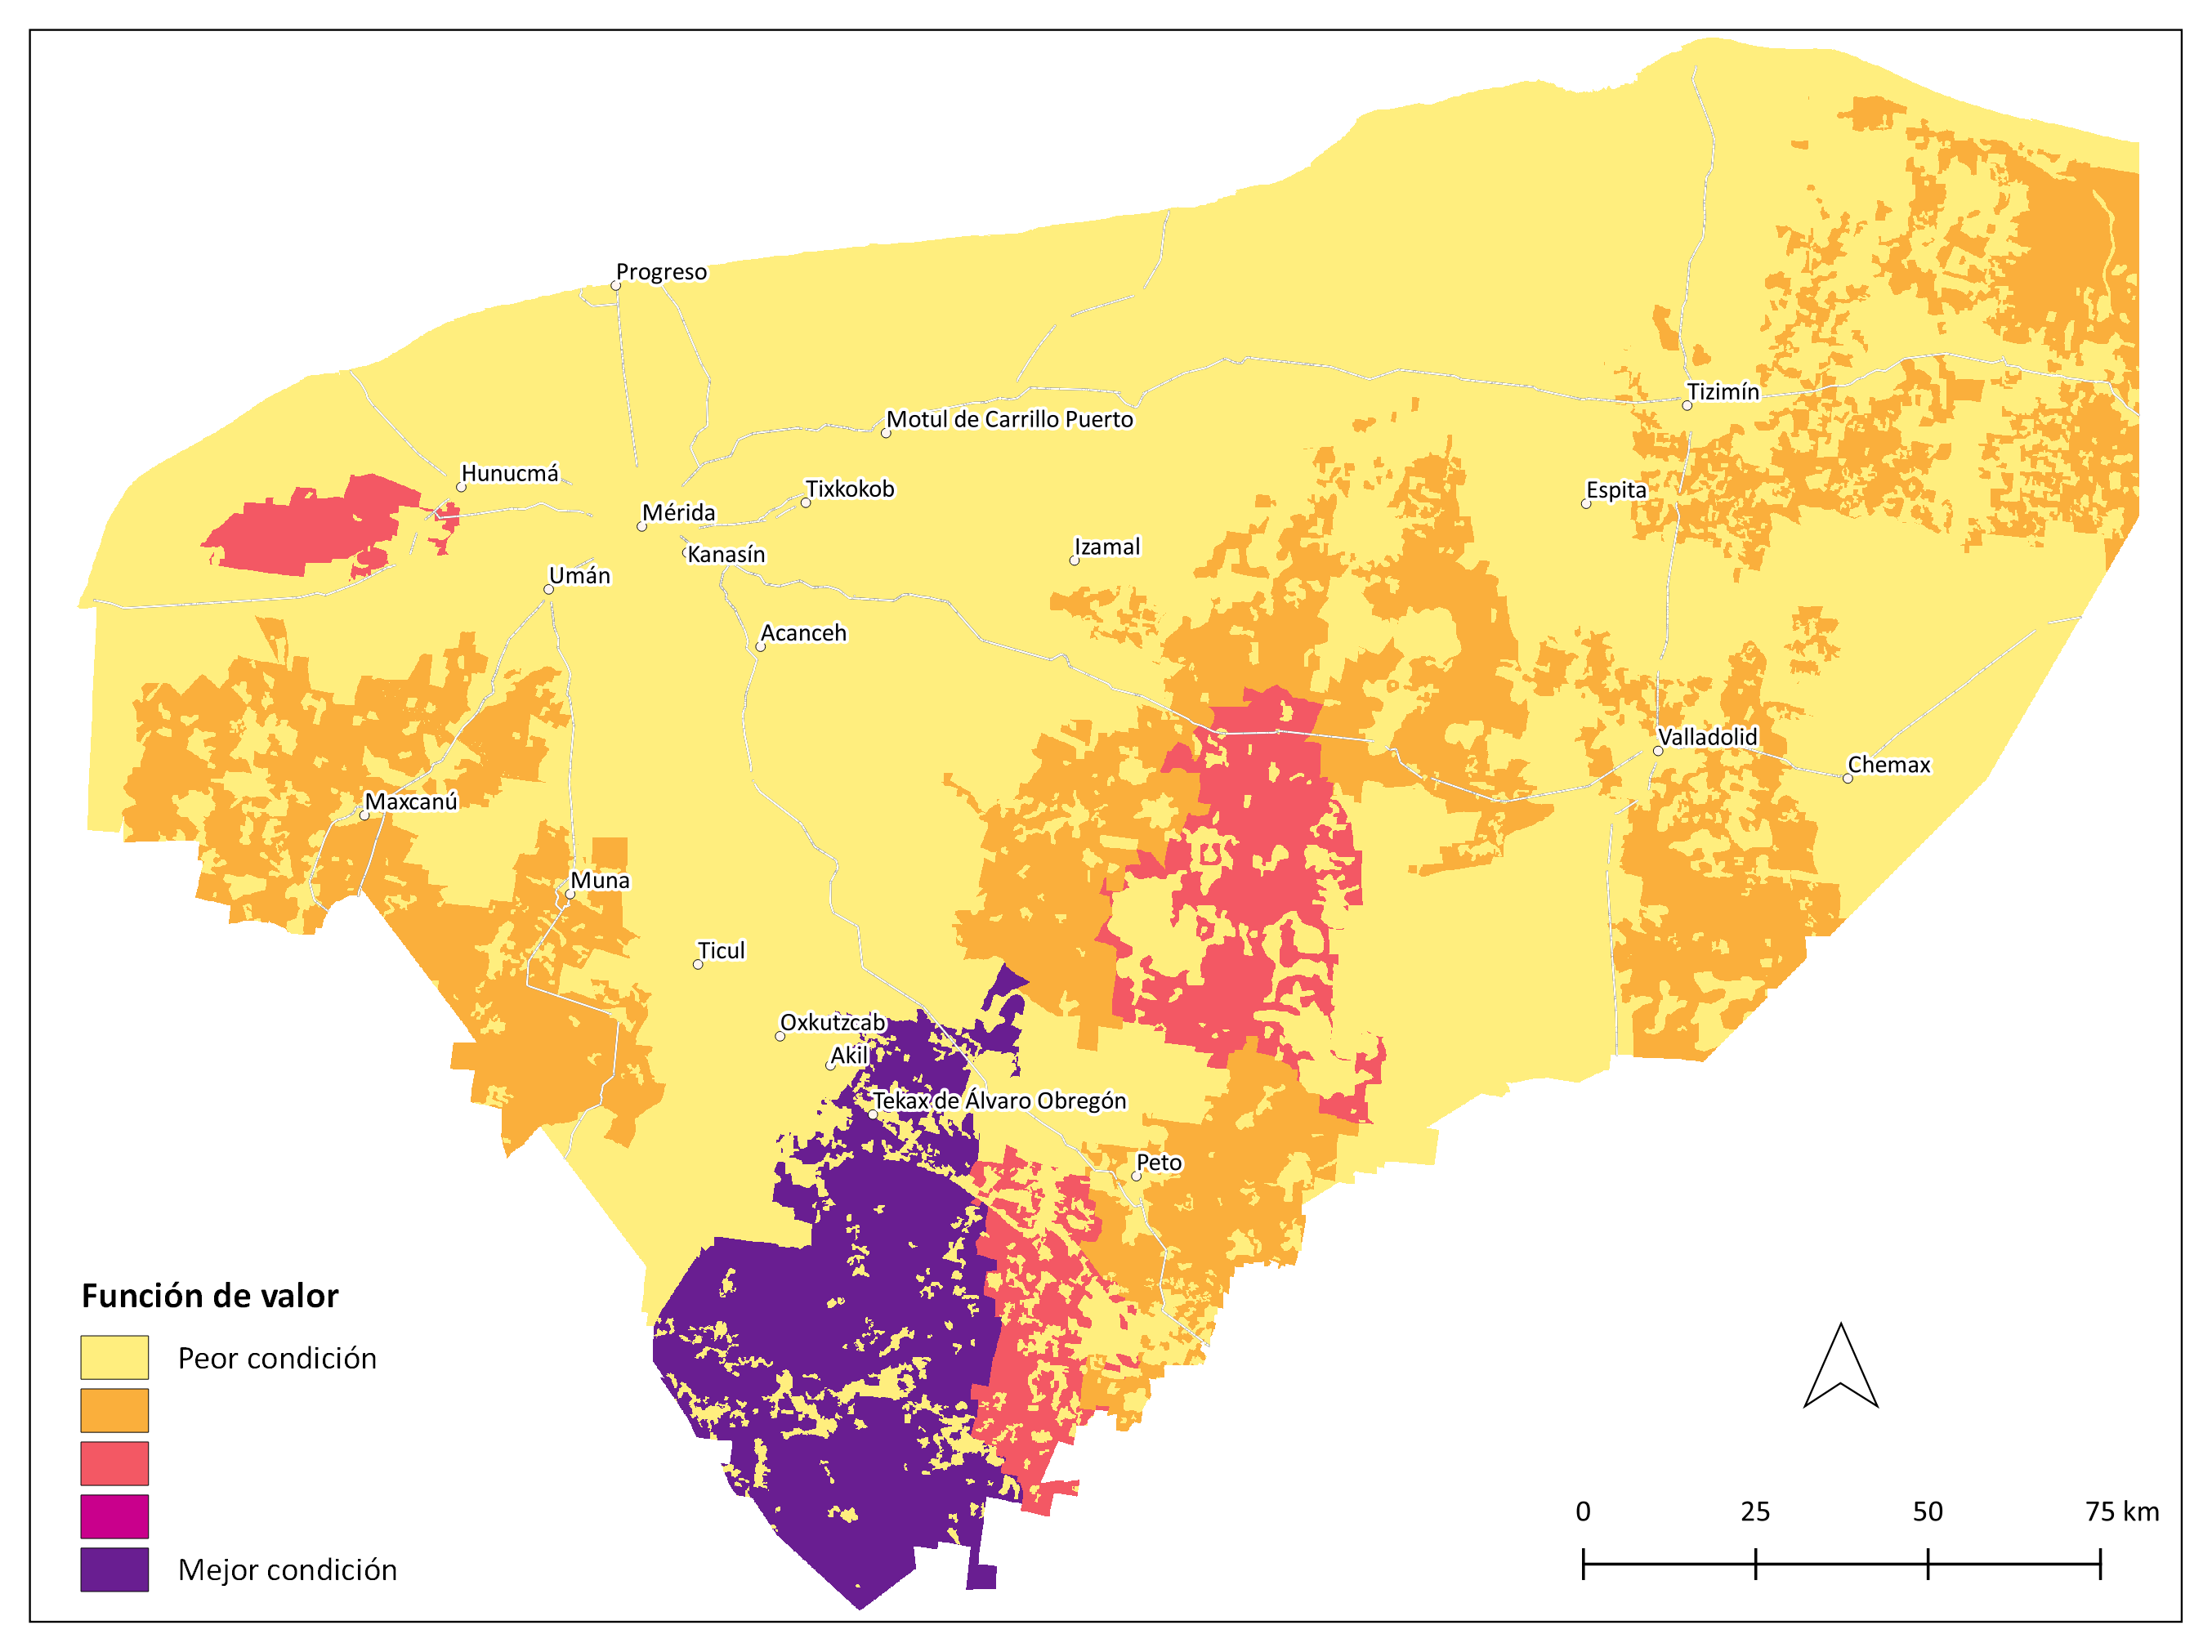 Progreso
Tizimín
Motul de Carrillo Puerto
Hunucmá
Tixkokob
Espita
Mérida
Izamal
Kanasín
Umán
Acanceh
Valladolid
Chemax
Maxcanú
Muna
Ticul
Oxkutzcab
Akil
Tekax de Álvaro Obregón
Peto
Función de valor
Peor condición
Mejor condición
0 25 50 75 km